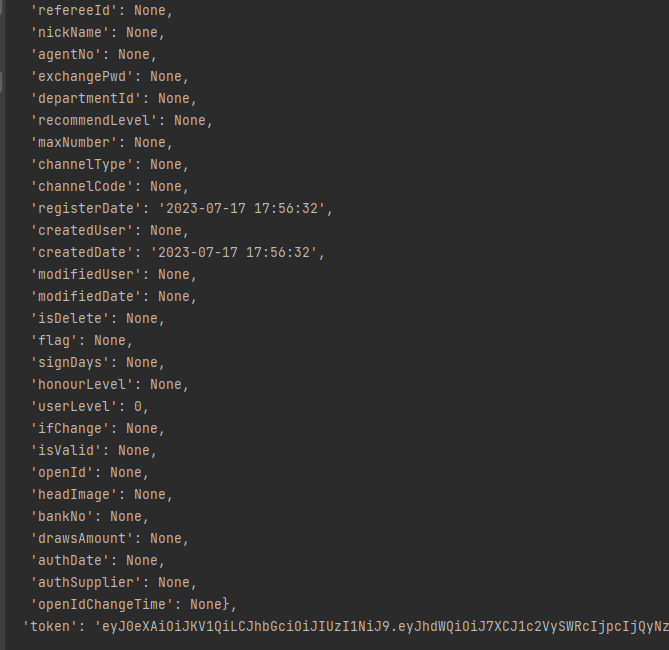 'refereeId': None,
'nickName': None,
'agentNo': None,
'exchangePwd': None,
'departmentId': None,
'recommendLevel': None,
'maxNumber': None,
'channelType': None,
'channelCode': None,
'registerDate': '2023-07-17 17:56:32',
'createdUser': None,
'createdDate': '2023-07-17 17:56:32',
'modifiedUser': None,
'modifiedDate': None,
'isDelete': None,
'flag': None,
'signDays': None,
'honourLevel': None,
'userLevel': 0,
'ifChange': None,
'isValid': None,
'openId': None,
'headImage': None,
'bankNo': None,
'drawsAmount': None,
'authDate': None,
'authSupplier': None,
'openIdChangeTime': None},
'token': 'eyJ0eXAiOiJKV1QiLCJhbGciOiJIUzI1NiJ9.eyJhdWQiOiJ7XCJ1c2VySWRcIjpcIjQyNz